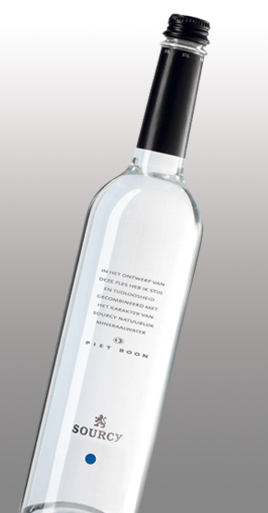 IN HET ONTWERP VAN
DEZE FLES HEB IK STIJL
EN TIJDLOOSHEID
GECOMBINEERD MET
HET KARAKTER VAN
SOURCY NATUURLIJK
MINERAALWATER
PIET BOON
SOURCY